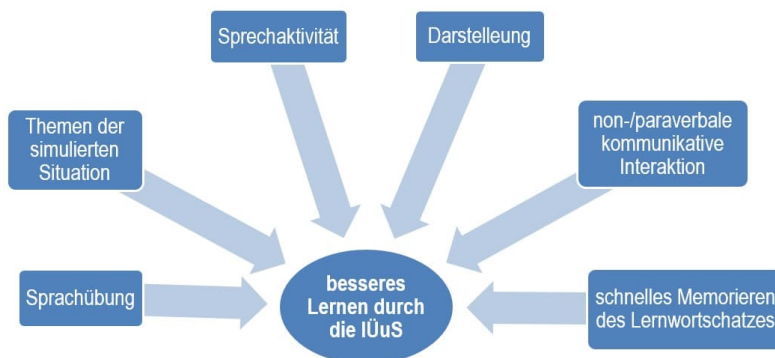 Sprechaktivität
Darstelleung
Themen der
simulierten
Situation
non-/paraverbale
kommunikative
Interaktion
Sprachübung
besseres
Lernen durch
die IÜuS
schnelles Memorieren
des Lernwortschatzes